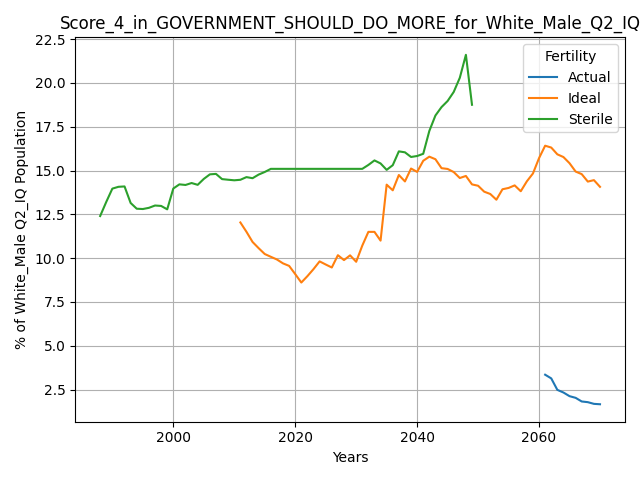 Score_4_in_GOVERNMENT_SHOULD_DO_MORE_for_White_Male_Q2_IQ
22.5
20.0
17.5
15.0
12.5
10.0
7.5
5.0
2.5
% of White_Male Q2_IQ Population
Fertility
Actual
Ideal
Sterile
2000
2020
2040
2060
Years